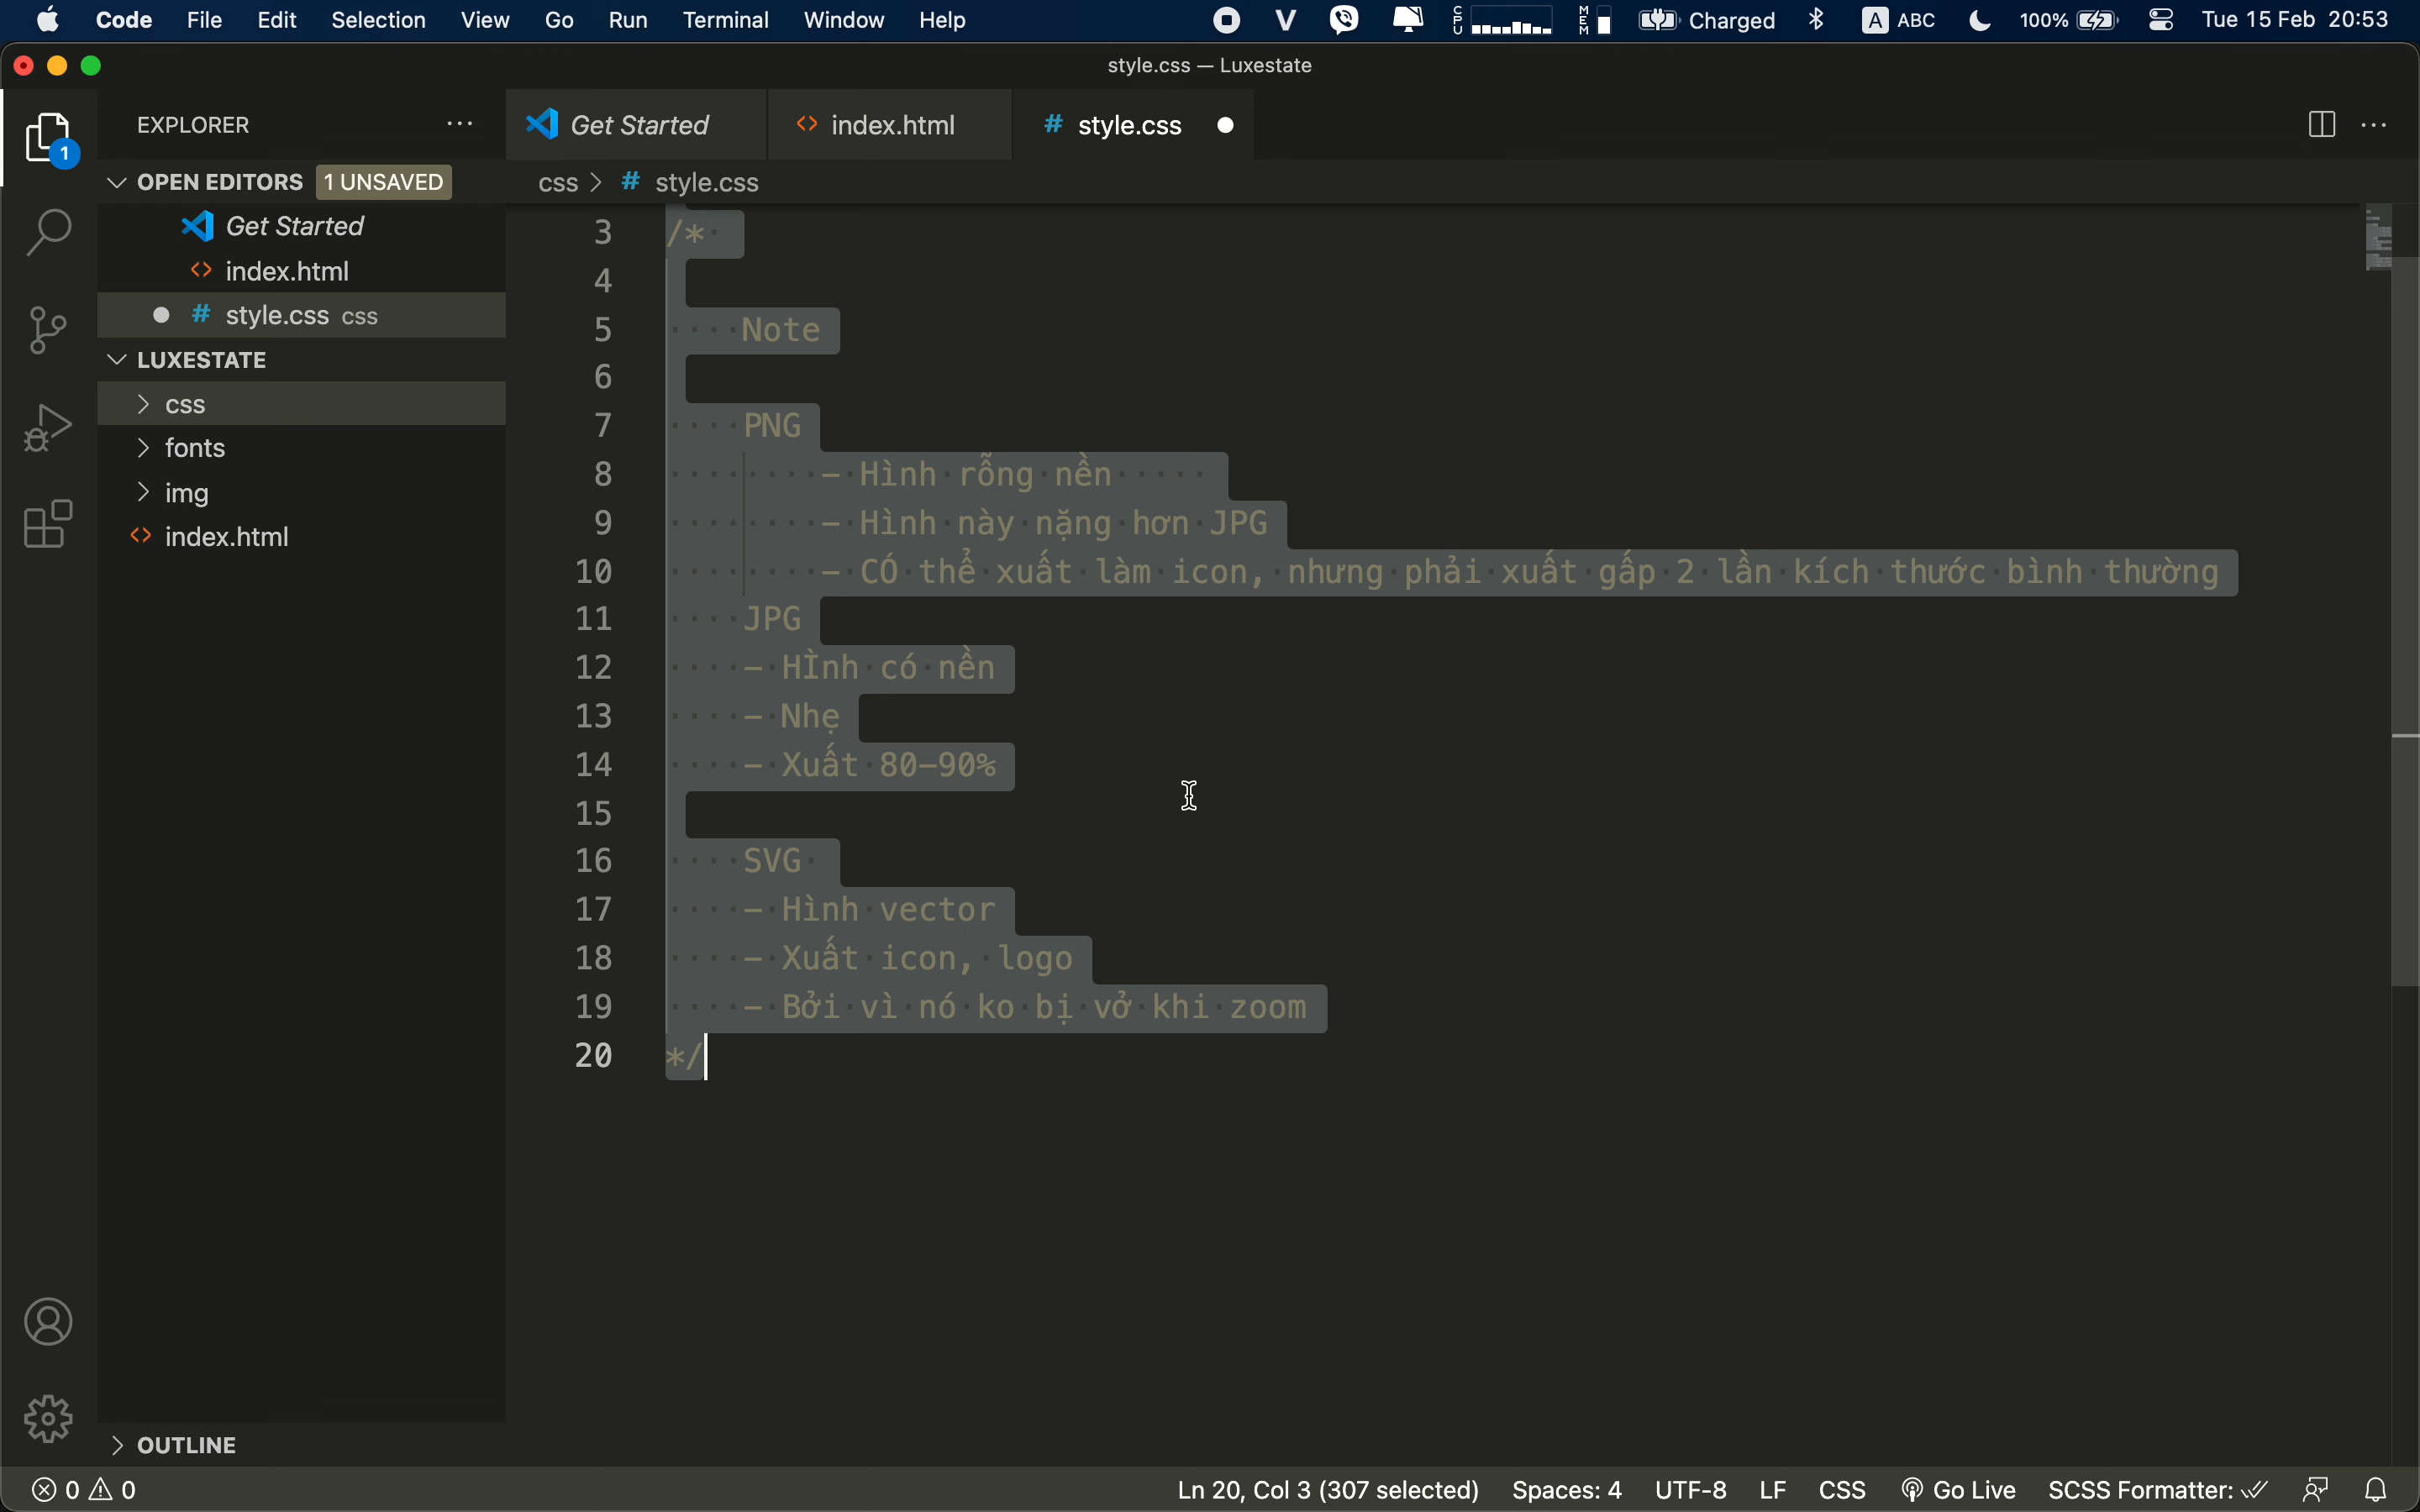 Code File Edit Selection View Go Run Terminal Window Help V CPU MEM Charged A ABC 100% Tue 15 Feb 20:53
style.css — Luxestate
EXPLORER ··· Get Started index.html # style.css ···
OPEN EDITORS 1 UNSAVED
css > # style.css
Get Started
index.html
# style.css css
LUXESTATE
css
fonts
img
index.html
OUTLINE
1
3 /*
4
5 Note
6
7 PNG
8 - Hình rỗng nền
9 - Hình này nặng hơn JPG
10 - CÓ thể xuất làm icon, nhưng phải xuất gấp 2 lần kích thước bình thường
11 JPG
12 - HÌnh có nền
13 - Nhẹ
14 - Xuất 80-90%
15
16 SVG
17 - Hình vector
18 - Xuất icon, logo
19 - Bởi vì nó ko bị vở khi zoom
20 */
0 0 Ln 20, Col 3 (307 selected) Spaces: 4 UTF-8 LF CSS Go Live SCSS Formatter: